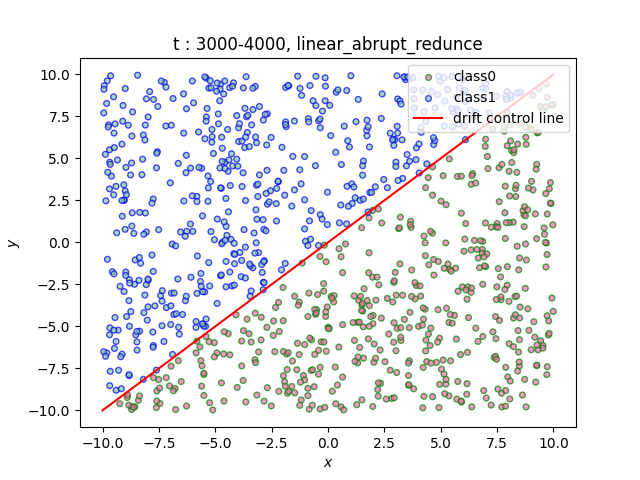 t : 3000-4000, linear_abrupt_redunce
class0
class1
drift control line
10.0
7.5
5.0
2.5
0.0
−2.5
−5.0
−7.5
−10.0
y
−10.0 −7.5 −5.0 −2.5 0.0 2.5 5.0 7.5 10.0
x